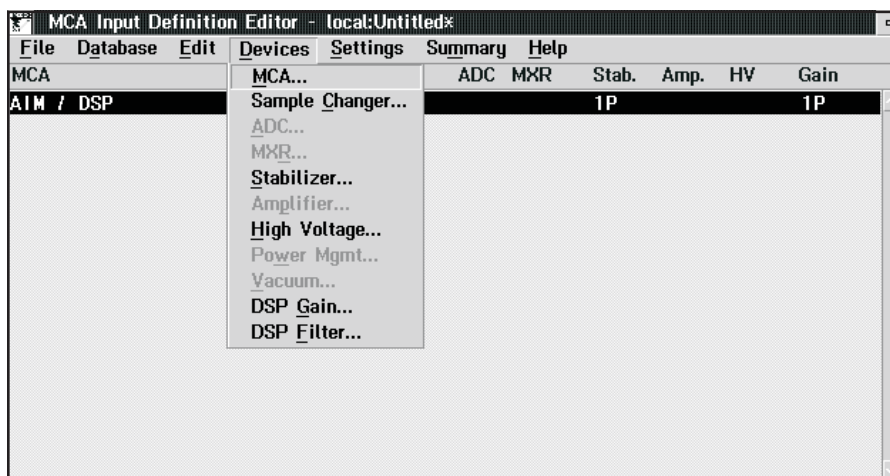 MCA Input Definition Editor - local:Untitled*
File Database Edit Devices Settings Summary Help
MCA ADC MXR Stab. Amp. HV Gain
AIM / DSP 1P 1P
MCA...
Sample Changer...
ADC...
MXR...
Stabilizer...
Amplifier...
High Voltage...
Power Mgmt...
Vacuum...
DSP Gain...
DSP Filter...